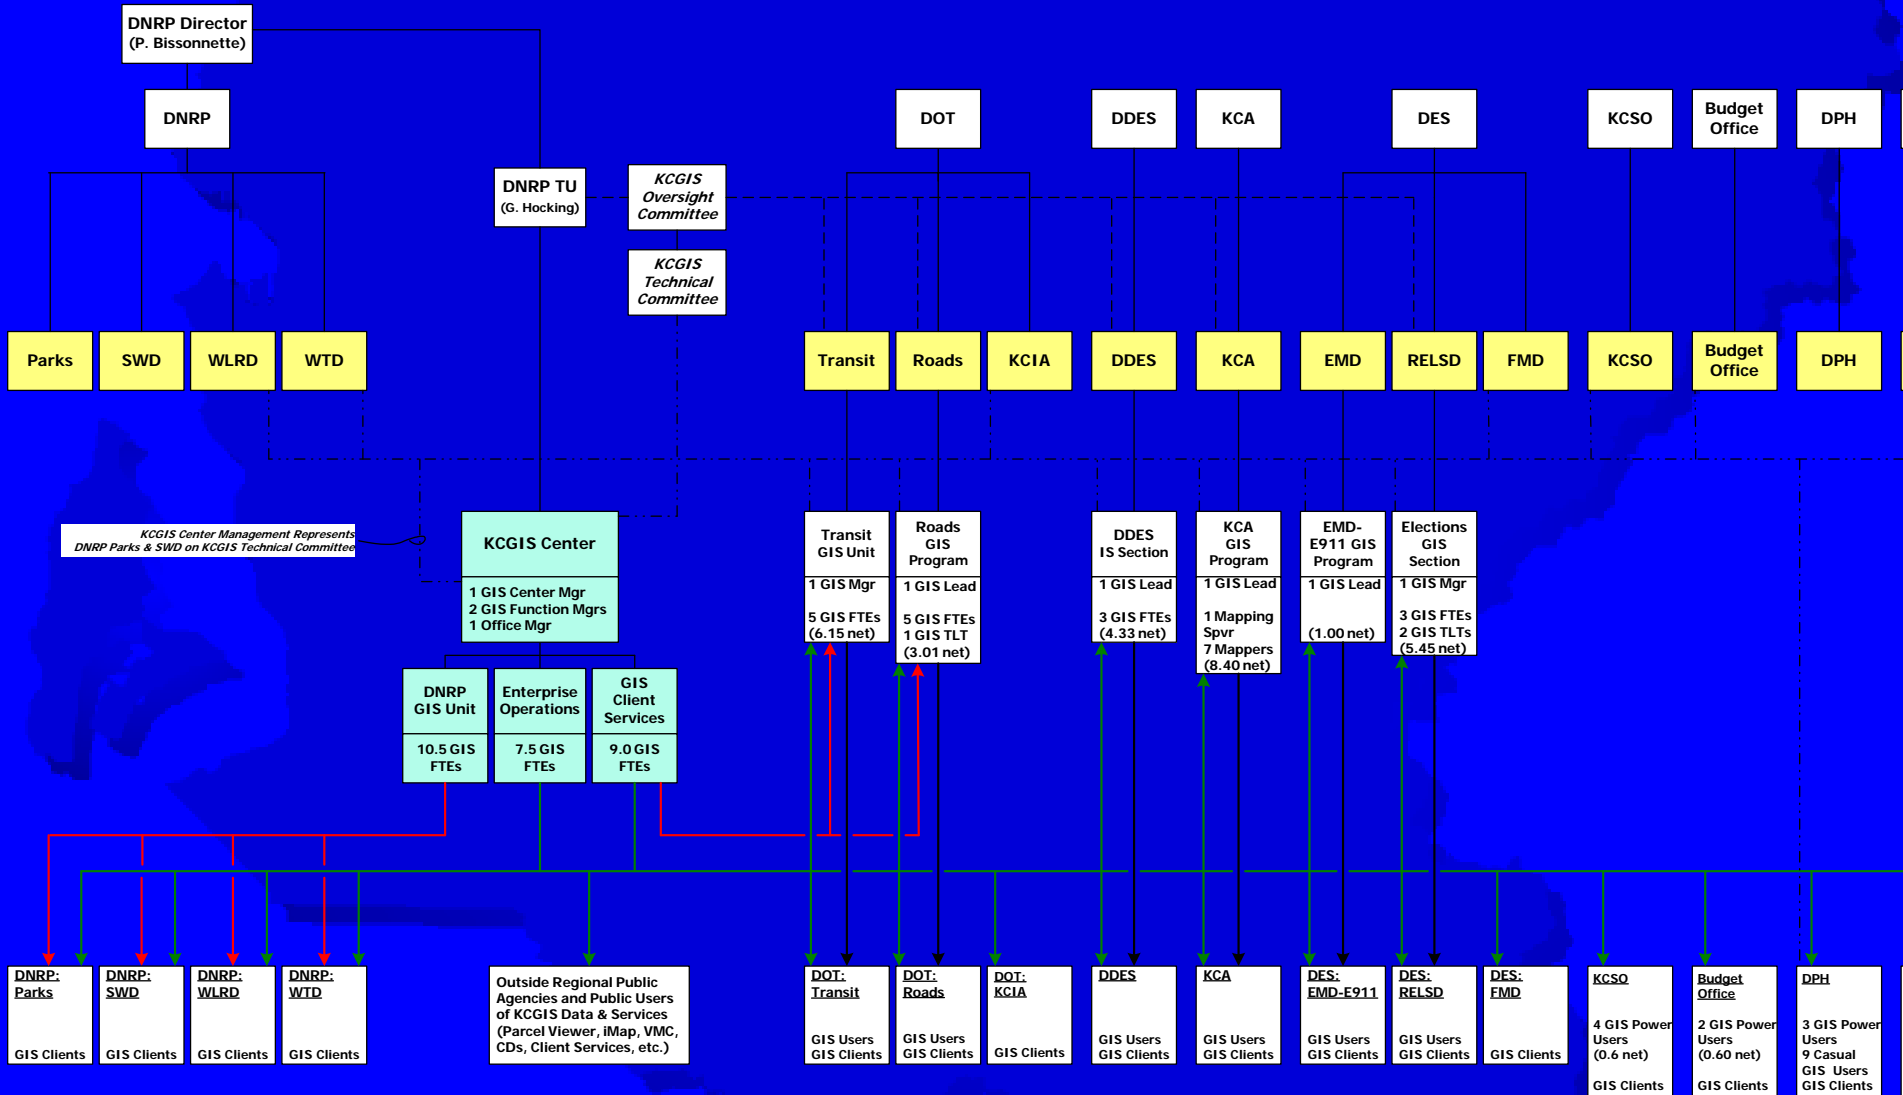 DNRP Director
(P. Bissonnette)
DNRP
DOT
DDES
KCA
DES
KCSO
Budget
Office
DPH
DNRP TU
(G. Hocking)
KCGIS
Oversight
Committee
KCGIS
Technical
Committee
Parks
SWD
WLRD
WTD
Transit
Roads
KCIA
DDES
KCA
EMD
RELSD
FMD
KCSO
Budget
Office
DPH
KCGIS Center Management Represents
DNRP Parks & SWD on KCGIS Technical Committee
KCGIS Center
1 GIS Center Mgr
2 GIS Function Mgrs
1 Office Mgr
Transit
GIS Unit
1 GIS Mgr
5 GIS FTEs
(6.15 net)
Roads
GIS
Program
1 GIS Lead
5 GIS FTEs
1 GIS TLT
(3.01 net)
DDES
IS Section
1 GIS Lead
3 GIS FTEs
(4.33 net)
KCA
GIS
Program
1 GIS Lead
1 Mapping
Spvr
7 Mappers
(8.40 net)
EMD-
E911 GIS
Program
1 GIS Lead
(1.00 net)
Elections
GIS
Section
1 GIS Mgr
3 GIS FTEs
2 GIS TLTs
(5.45 net)
DNRP
GIS Unit
10.5 GIS
FTEs
Enterprise
Operations
7.5 GIS
FTEs
GIS
Client
Services
9.0 GIS
FTEs
DNRP:
Parks
GIS Clients
DNRP:
SWD
GIS Clients
DNRP:
WLRD
GIS Clients
DNRP:
WTD
GIS Clients
Outside Regional Public
Agencies and Public Users
of KCGIS Data & Services
(Parcel Viewer, iMap, VMC,
CDs, Client Services, etc.)
DOT:
Transit
GIS Users
GIS Clients
DOT:
Roads
GIS Users
GIS Clients
DOT:
KCIA
GIS Clients
DDES
GIS Users
GIS Clients
KCA
GIS Users
GIS Clients
DES:
EMD-E911
GIS Users
GIS Clients
DES:
RELSD
GIS Users
GIS Clients
DES:
FMD
GIS Clients
KCSO
4 GIS Power
Users
(0.6 net)
GIS Clients
Budget
Office
2 GIS Power
Users
(0.60 net)
GIS Clients
DPH
3 GIS Power
Users
9 Casual
GIS Users
GIS Clients